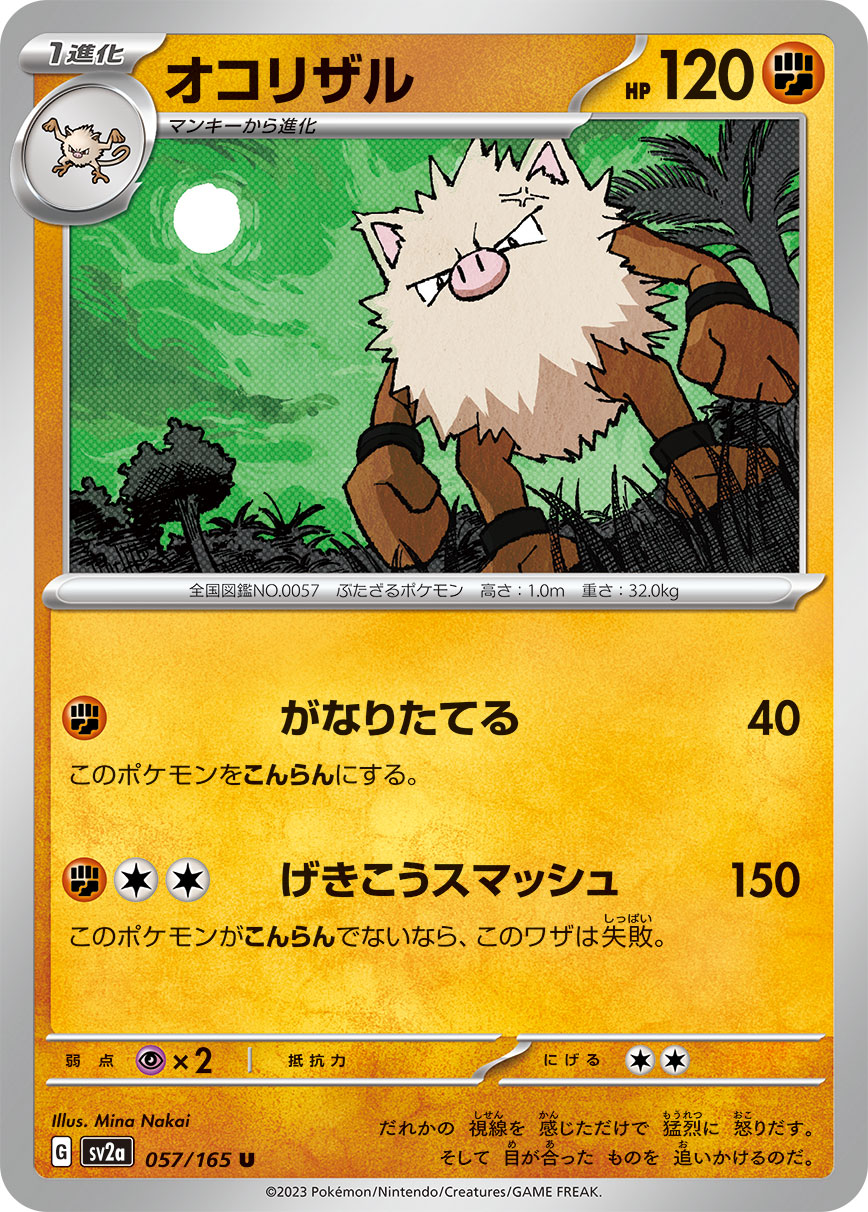 1進化
オコリザル
HP 120
マンキーから進化
全国図鑑NO.0057 ぶたざるポケモン 高さ:1.0m 重さ:32.0kg
がなりたてる 40
このポケモンをこんらんにする。
げきこうスマッシュ 150
このポケモンがこんらんでないなら、このワザは失敗。
弱点 ×2 抵抗力 にげる
Illus. Mina Nakai
だれかの 視線を 感じただけで 猛烈に 怒りだす。
そして 目が合った ものを 追いかけるのだ。
G sv2a 057/165 U
©2023 Pokémon/Nintendo/Creatures/GAME FREAK.